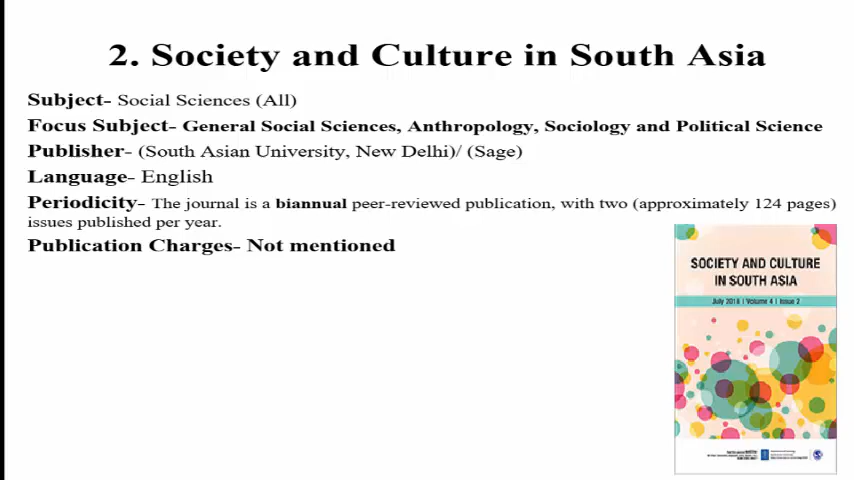 2. Society and Culture in South Asia
Subject- Social Sciences (All)
Focus Subject- General Social Sciences, Anthropology, Sociology and Political Science
Publisher- (South Asian University, New Delhi)/ (Sage)
Language- English
Periodicity- The journal is a biannual peer-reviewed publication, with two (approximately 124 pages)
issues published per year.
Publication Charges- Not mentioned
SOCIETY AND CULTURE
IN SOUTH ASIA
July 2018 | Volume 4 | Issue 2